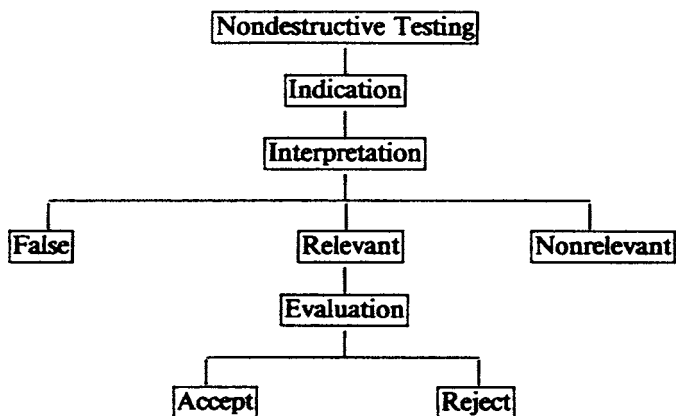 Nondestructive Testing
Indication
Interpretation
False
Relevant
Nonrelevant
Evaluation
Accept
Reject